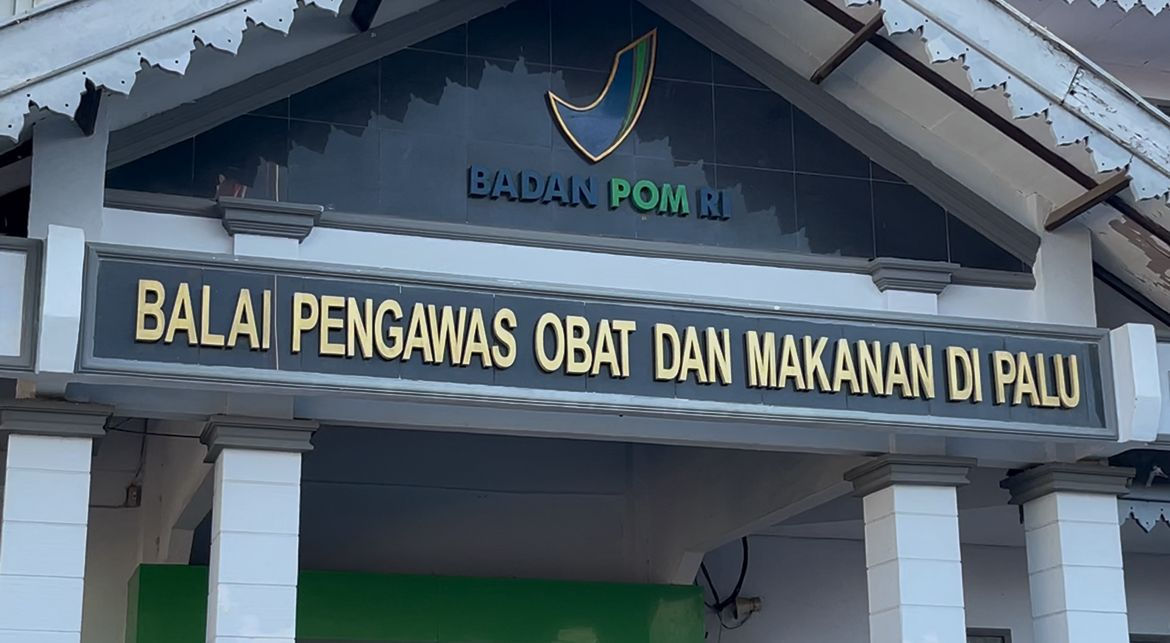 BADAN POM RI
BALAI PENGAWAS OBAT DAN MAKANAN DI PALU